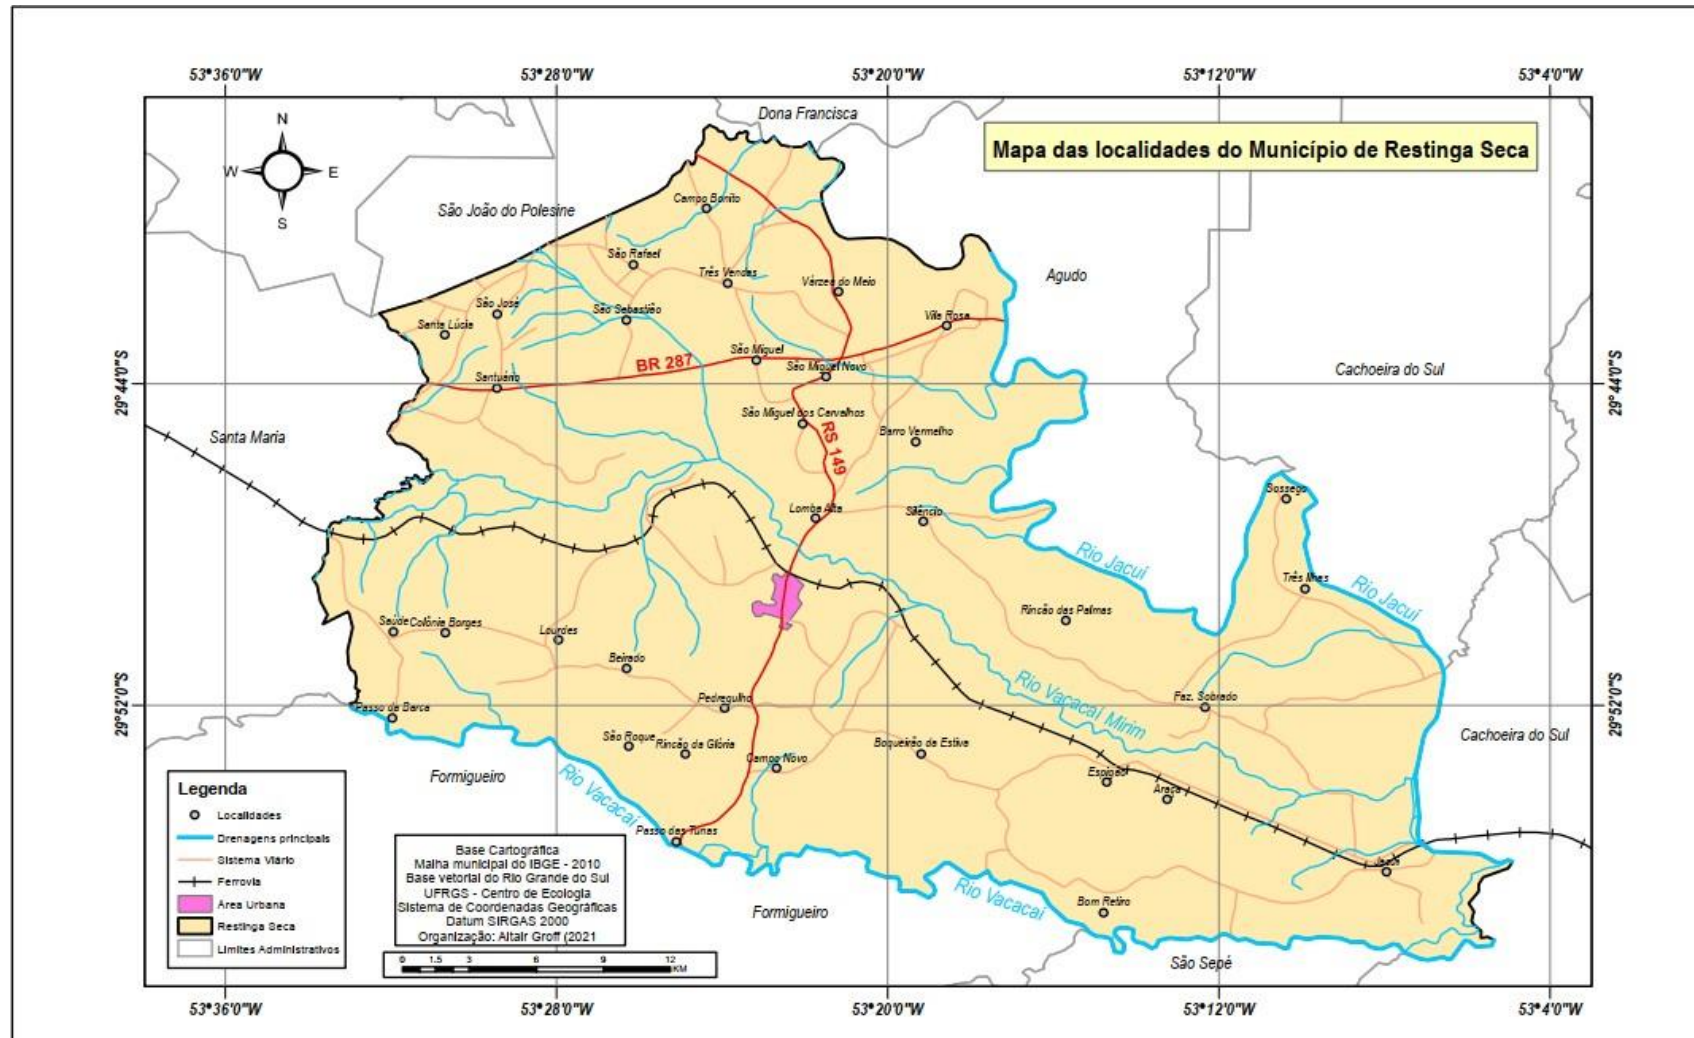 53°36'0"W
53°28'0"W
53°20'0"W
53°12'0"W
53°4'0"W
Dona Francisca
N
Mapa das localidades do Município de Restinga Seca
W
E
S
Campo Bonito
São João do Polesine
São Rafael
Três Vendas
Várzea do Meio
Agudo
São José
São Sebastião
Vila Rosa
Santa Lúcia
São Miguel
BR 287
São Miguel Novo
Santuário
Cachoeira do Sul
29°44'0"S
29°44'0"S
São Miguel dos Carvalhos
Barro Vermelho
Santa Maria
RS 149
Sossego
Lomba Alta
Silêncio
Rio Jacuí
Três Ilhas
Rio Jacuí
Rincão das Palmas
Saúde
Colônia Borges
Lourdes
Beirado
Rio Vacacaí Mirim
Faz. Sobrado
Pedregulho
29°52'0"S
29°52'0"S
Passo da Barca
São Roque
Rincão da Glória
Campo Novo
Boqueirão da Estiva
Cachoeira do Sul
Formigueiro
Espigão
Araçá
Rio Vacacaí
Passo das Tunas
Jacuí
Rio Vacacaí
Bom Retiro
Formigueiro
São Sepé
Legenda
Localidades
Drenagens principais
Sistema Viário
Ferrovia
Área Urbana
Restinga Seca
Limites Administrativos
Base Cartográfica
Malha municipal do IBGE - 2010
Base vetorial do Rio Grande do Sul
UFRGS - Centro de Ecologia
Sistema de Coordenadas Geográficas
Datum SIRGAS 2000
Organização: Altair Groff (2021
0 1.5 3 6 9 12
KM
53°36'0"W
53°28'0"W
53°20'0"W
53°12'0"W
53°4'0"W